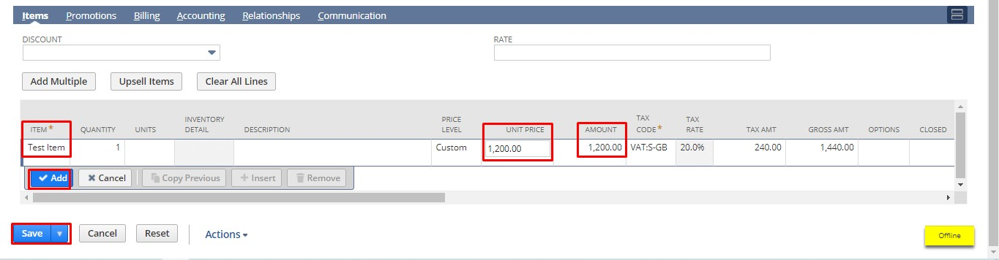 Items Promotions Billing Accounting Relationships Communication
DISCOUNT RATE
Add Multiple Upsell Items Clear All Lines
ITEM* QUANTITY UNITS INVENTORY DETAIL DESCRIPTION PRICE LEVEL UNIT PRICE AMOUNT TAX CODE* TAX RATE TAX AMT GROSS AMT OPTIONS CLOSED
Test Item 1 Custom 1,200.00 1,200.00 VAT:S-GB 20.0% 240.00 1,440.00
Add Cancel Copy Previous Insert Remove
Save Cancel Reset Actions
Offline